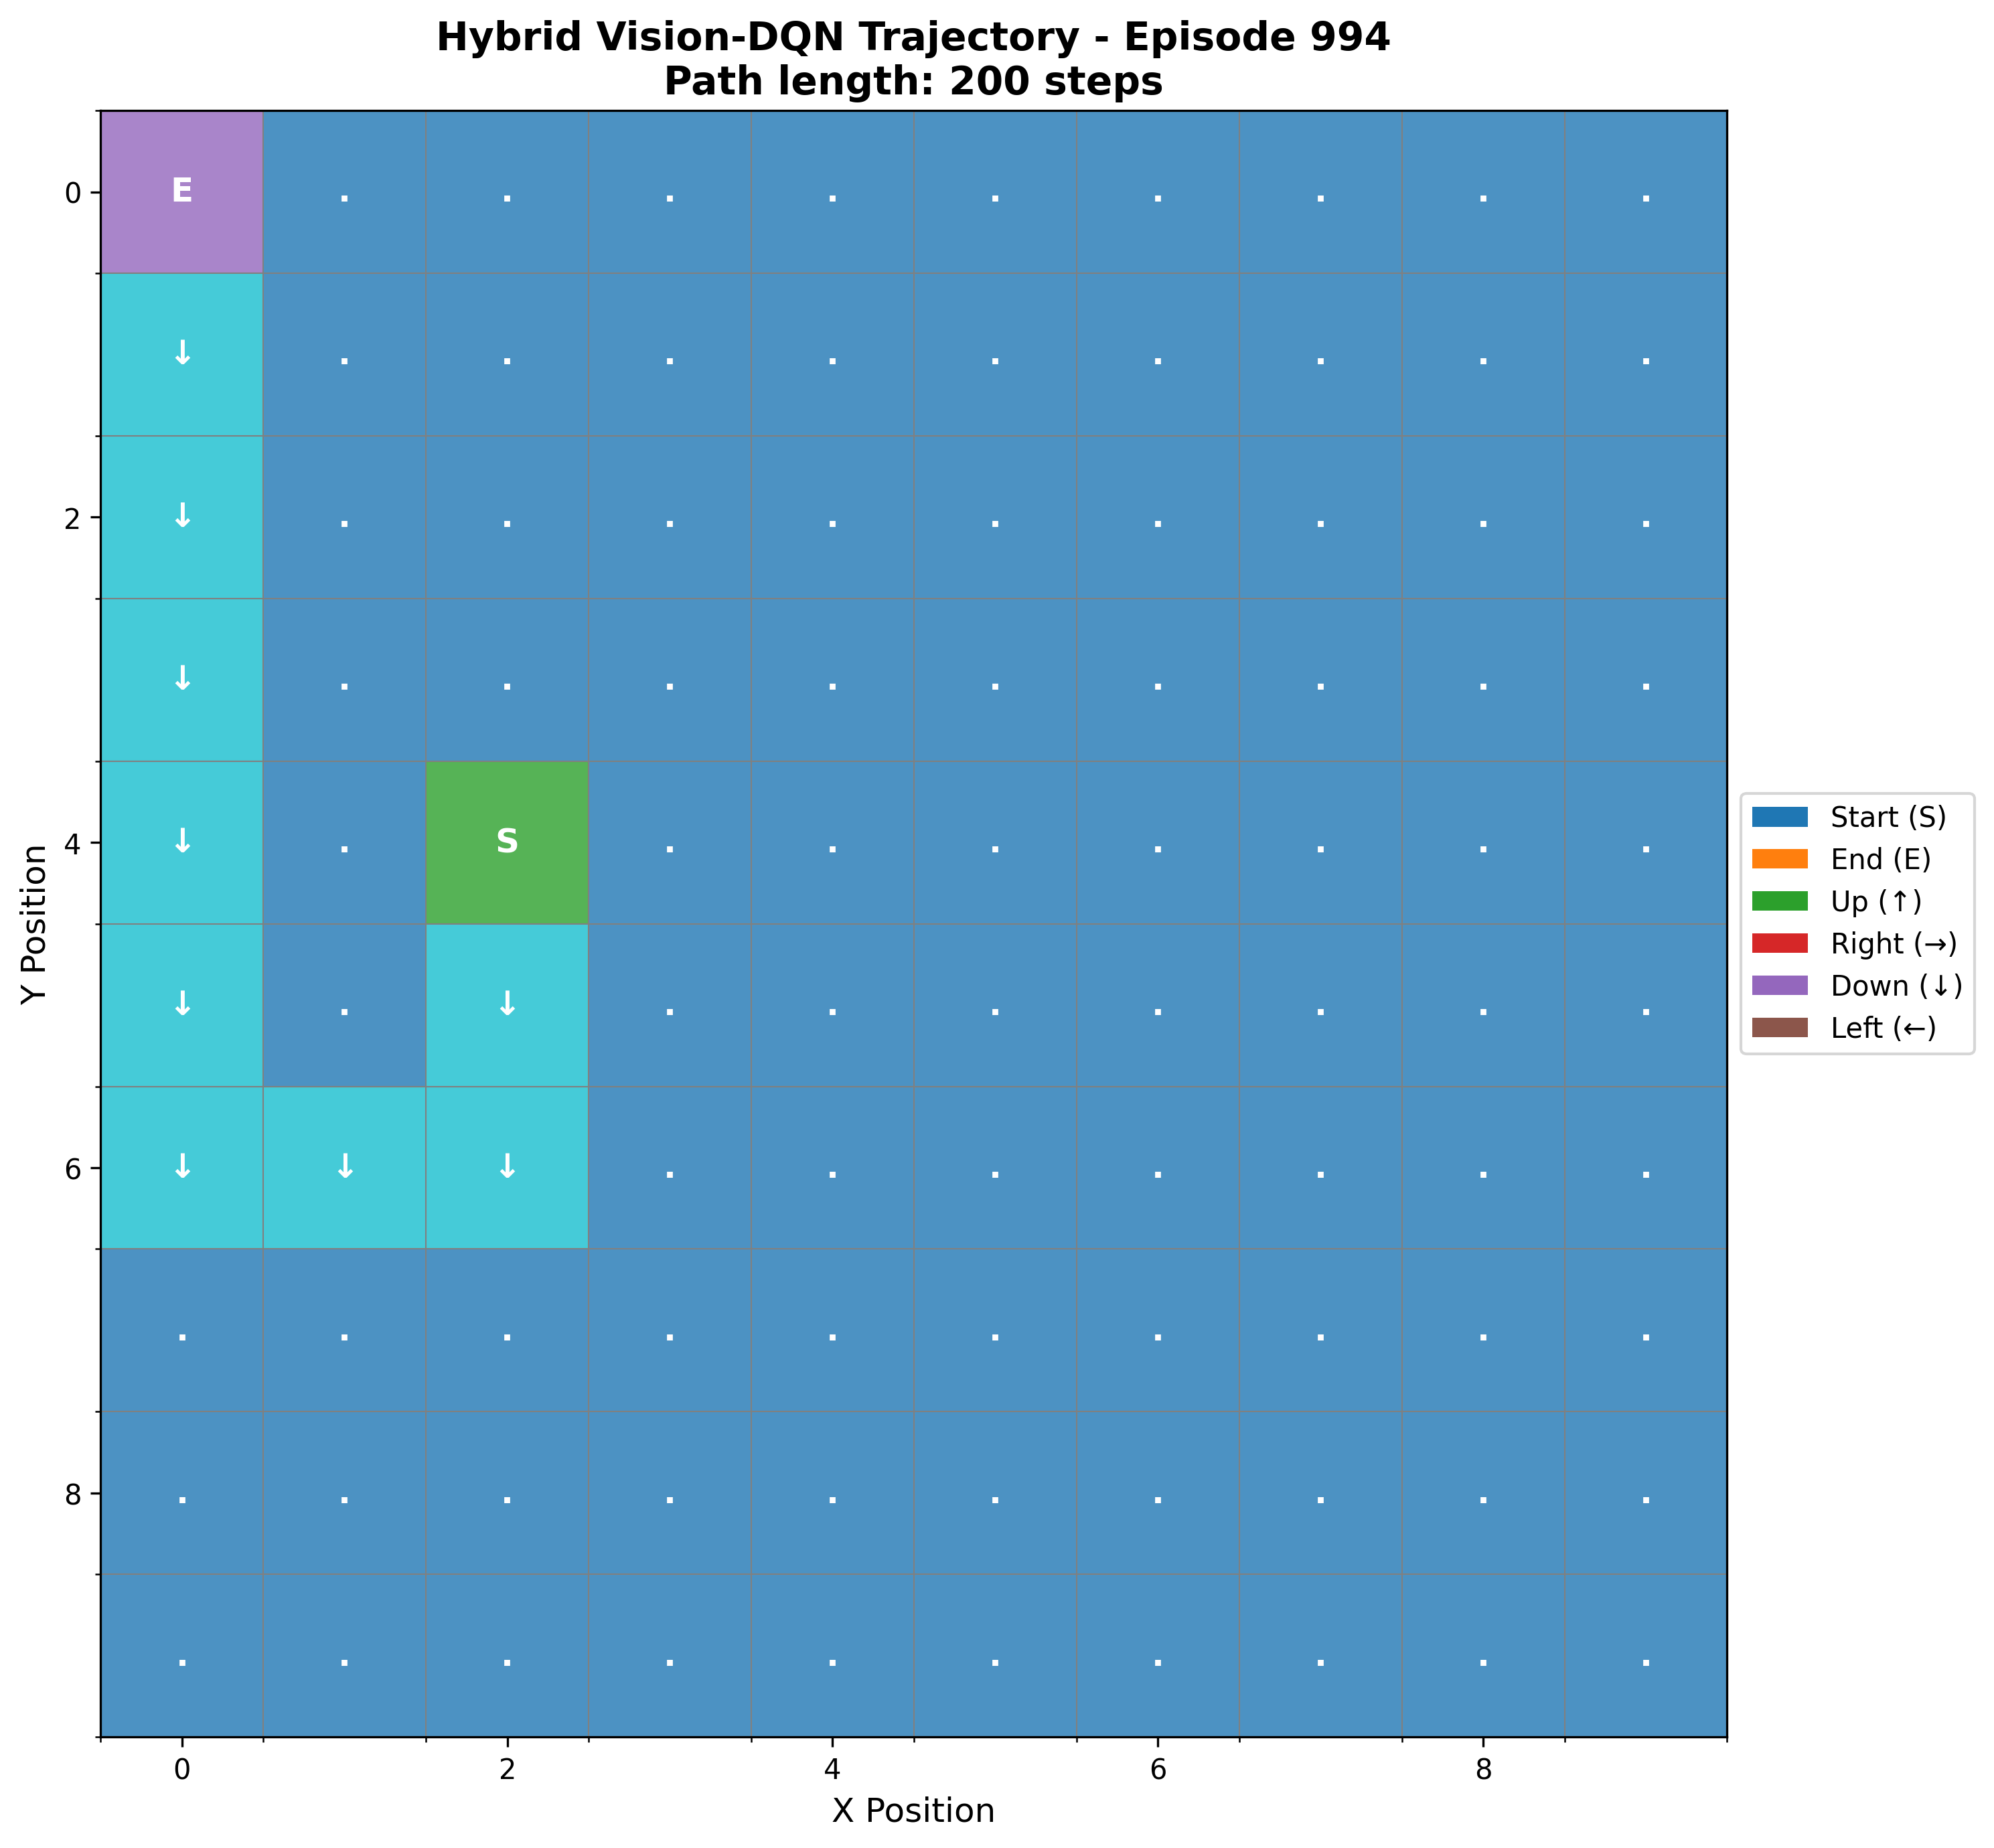 Hybrid Vision-DQN Trajectory - Episode 994
Path length: 200 steps
0 E . . . . . . . . .
↓ . . . . . . . . .
2 ↓ . . . . . . . . .
↓ . . . . . . . . .
4 ↓ . S . . . . . . .
↓ . ↓ . . . . . . .
6 ↓ ↓ ↓ . . . . . . .
. . . . . . . . . .
8 . . . . . . . . . .
. . . . . . . . . .
0 2 4 6 8
X Position
Y Position
Start (S)
End (E)
Up (↑)
Right (→)
Down (↓)
Left (←)